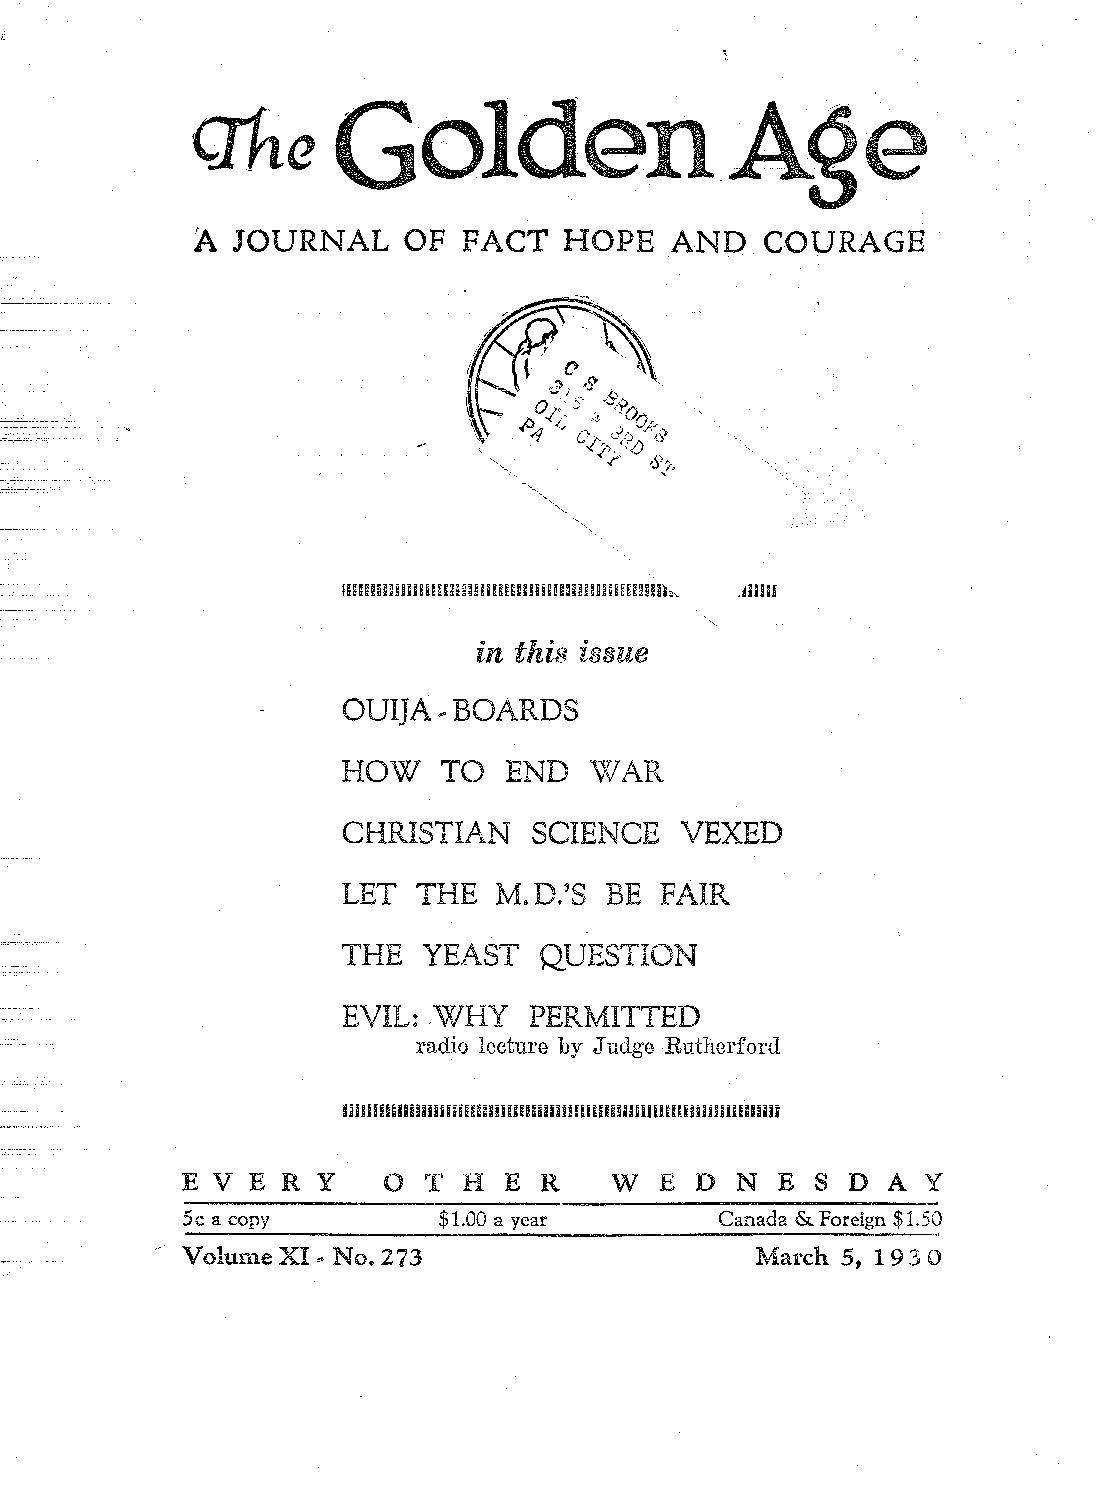 The Golden Age
A JOURNAL OF FACT HOPE AND COURAGE
C S BROOKS
316 W 3RD ST
OIL CITY
PA
in this issue
OUIJA-BOARDS
HOW TO END WAR
CHRISTIAN SCIENCE VEXED
LET THE M.D.'S BE FAIR
THE YEAST QUESTION
EVIL: WHY PERMITTED
radio lecture by Judge Rutherford
EVERY OTHER WEDNESDAY
5c a copy $1.00 a year Canada & Foreign $1.50
Volume XI - No. 273 March 5, 1930